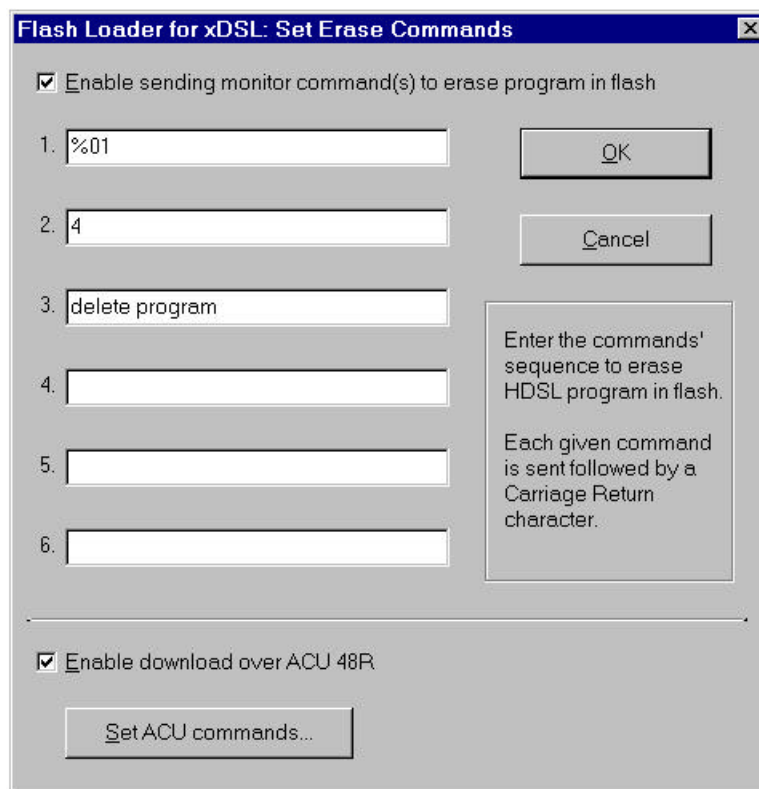 Flash Loader for xDSL: Set Erase Commands
Enable sending monitor command(s) to erase program in flash
1. %01
OK
2. 4
Cancel
3. delete program
Enter the commands'
sequence to erase
HDSL program in flash.
Each given command
is sent followed by a
Carriage Return
character.
4.
5.
6.
Enable download over ACU 48R
Set ACU commands...